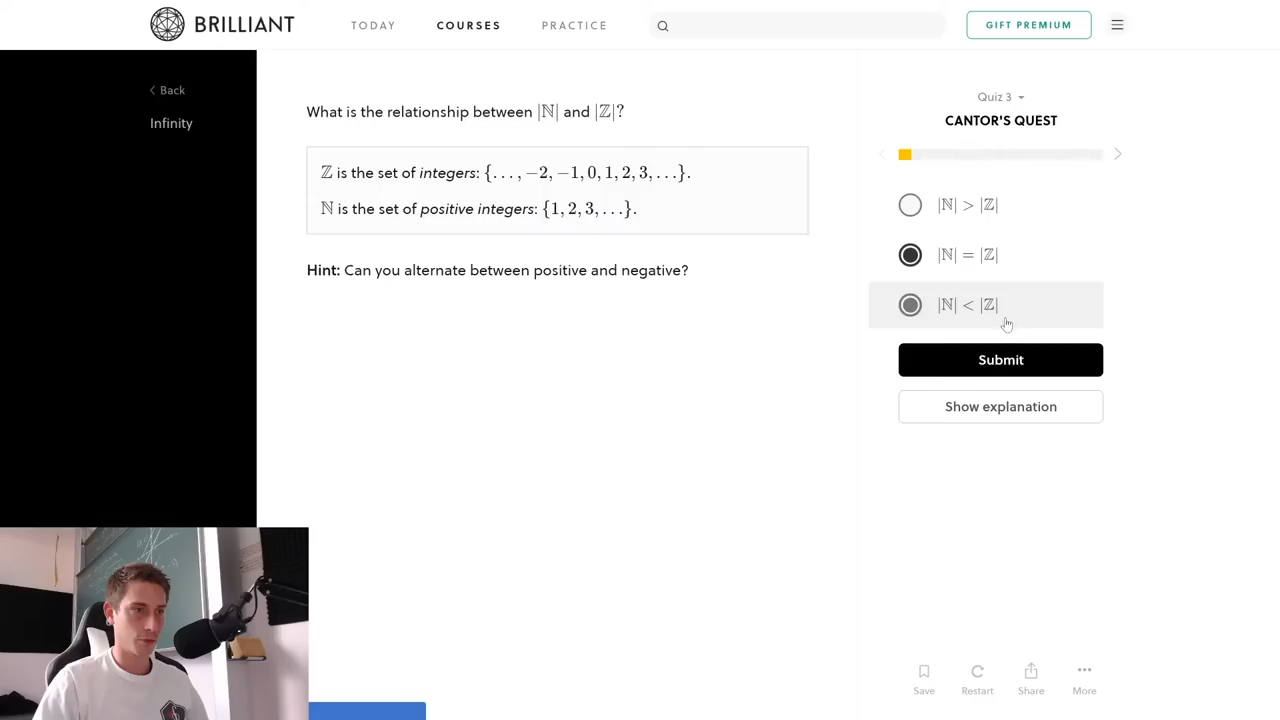 BRILLIANT
TODAY
COURSES
PRACTICE
GIFT PREMIUM
Back
Infinity
What is the relationship between |ℕ| and |ℤ|?
ℤ is the set of integers: {…, −2, −1, 0, 1, 2, 3, …}.
ℕ is the set of positive integers: {1, 2, 3, …}.
Hint: Can you alternate between positive and negative?
Quiz 3
CANTOR'S QUEST
|ℕ| > |ℤ|
|ℕ| = |ℤ|
|ℕ| < |ℤ|
Submit
Show explanation
Save
Restart
Share
More